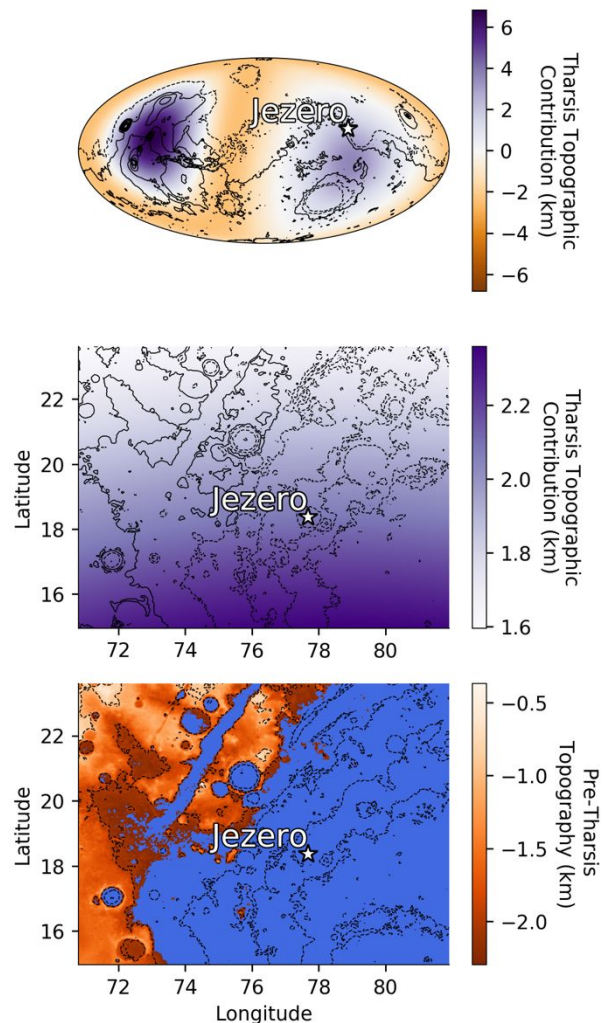 Jezero
6
4
2
0
−2
−4
−6
Tharsis Topographic
Contribution (km)
22
20
18
16
Latitude
Jezero
72
74
76
78
80
2.2
2.0
1.8
1.6
Tharsis Topographic
Contribution (km)
22
20
18
16
Latitude
Jezero
72
74
76
78
80
Longitude
−0.5
−1.0
−1.5
−2.0
Pre-Tharsis
Topography (km)